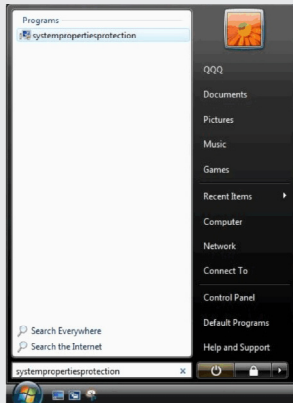 Programs
systempropertiesprotection
Search Everywhere
Search the Internet
systempropertiesprotection
QQQ
Documents
Pictures
Music
Games
Recent Items
Computer
Network
Connect To
Control Panel
Default Programs
Help and Support